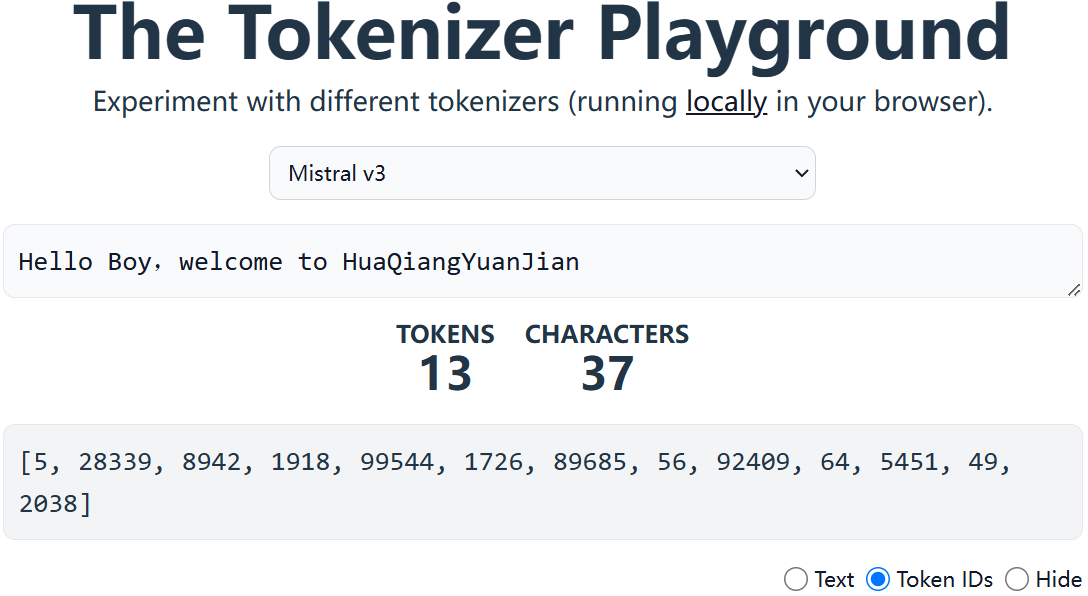 The Tokenizer Playground
Experiment with different tokenizers (running locally in your browser).
Mistral v3
Hello Boy，welcome to HuaQiangYuanJian
TOKENS CHARACTERS
13 37
[5, 28339, 8942, 1918, 99544, 1726, 89685, 56, 92409, 64, 5451, 49,
2038]
Text Token IDs Hide